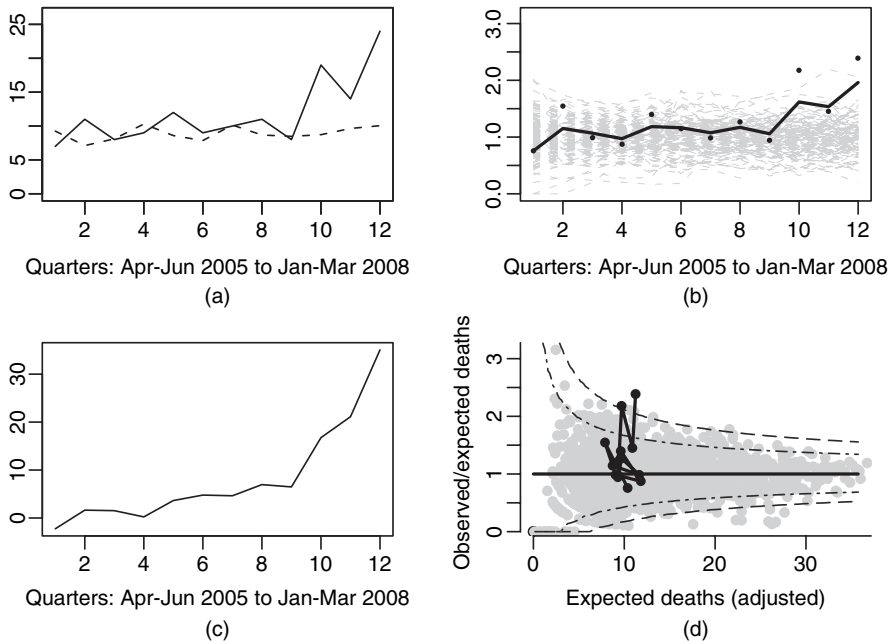 25
15
5
0
2 4 6 8 10 12
Quarters: Apr-Jun 2005 to Jan-Mar 2008
(a)
3.0
2.0
1.0
0.0
2 4 6 8 10 12
Quarters: Apr-Jun 2005 to Jan-Mar 2008
(b)
30
20
10
0
2 4 6 8 10 12
Quarters: Apr-Jun 2005 to Jan-Mar 2008
(c)
Observed/expected deaths
3
2
1
0
0 10 20 30
Expected deaths (adjusted)
(d)